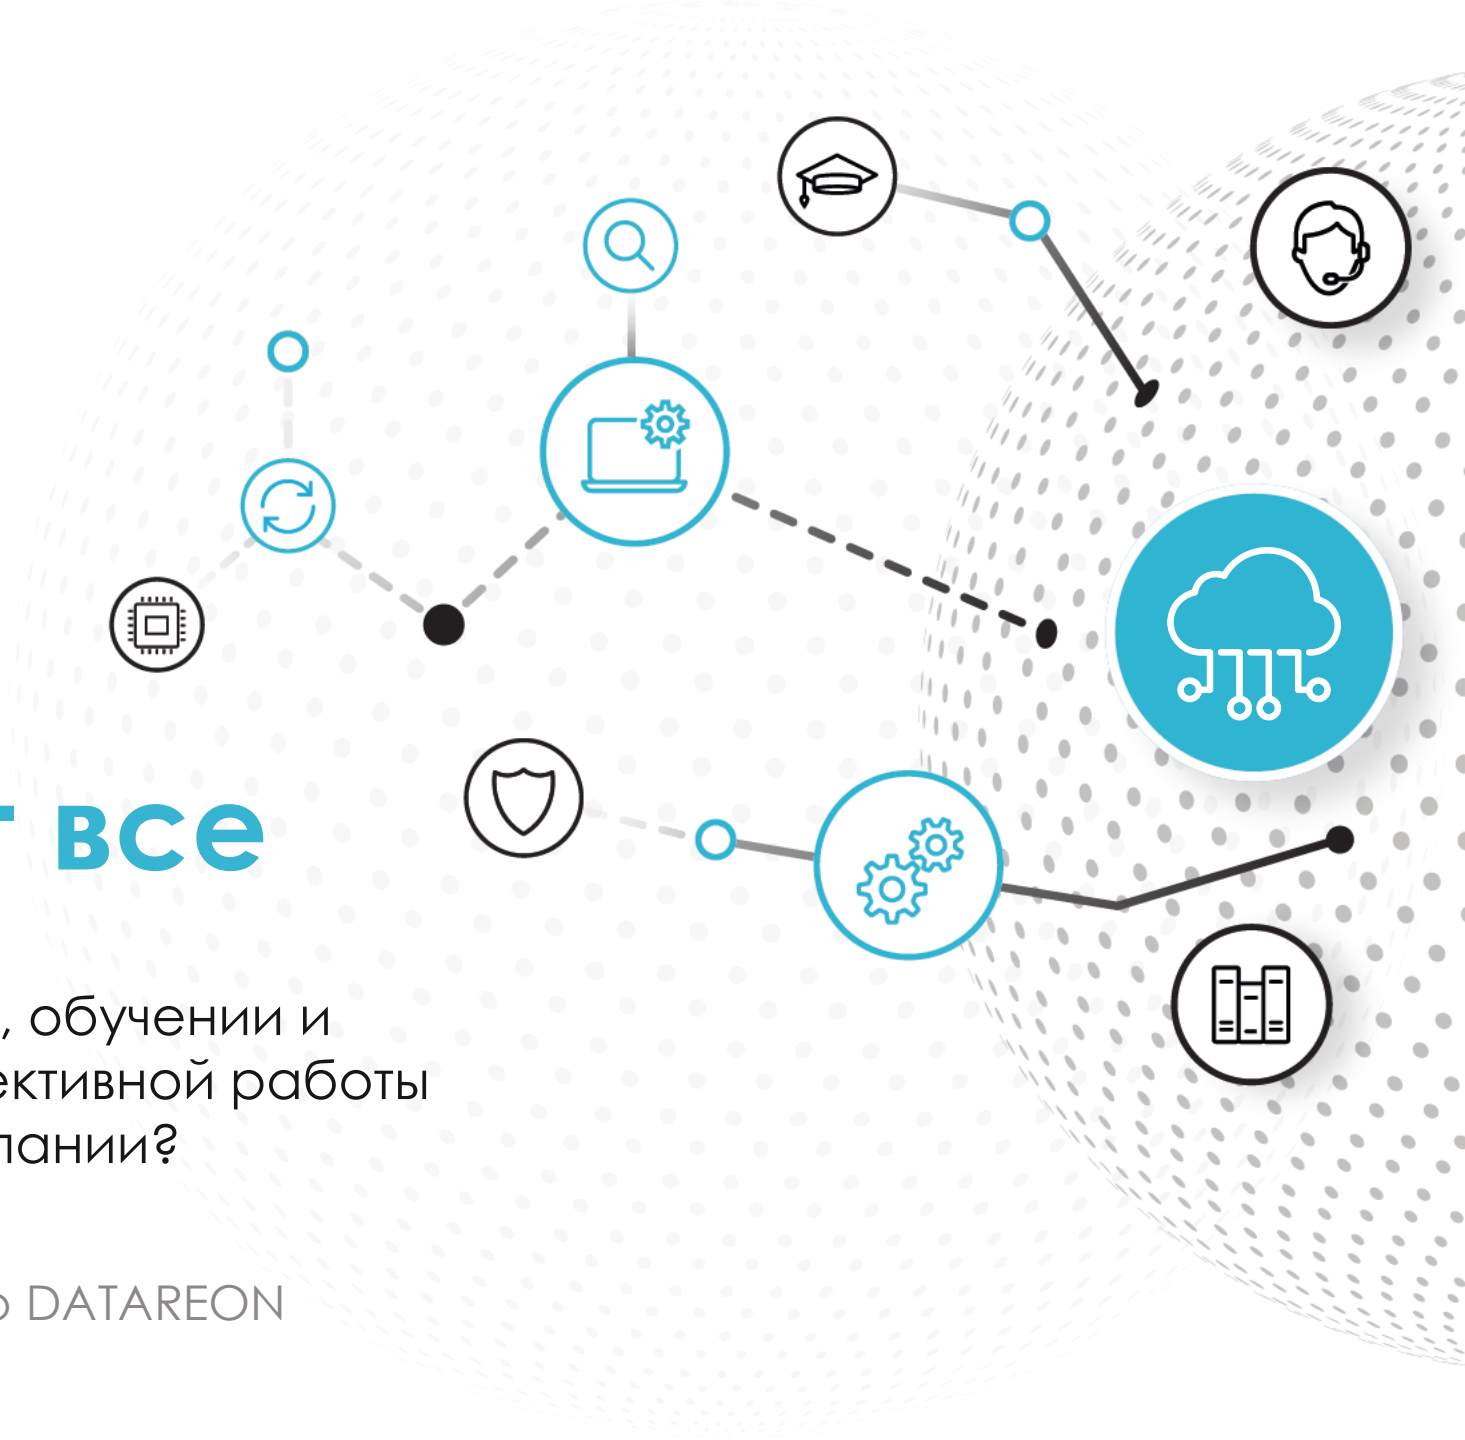 все
, обучении и
ективной работы
пании?
DATAREON